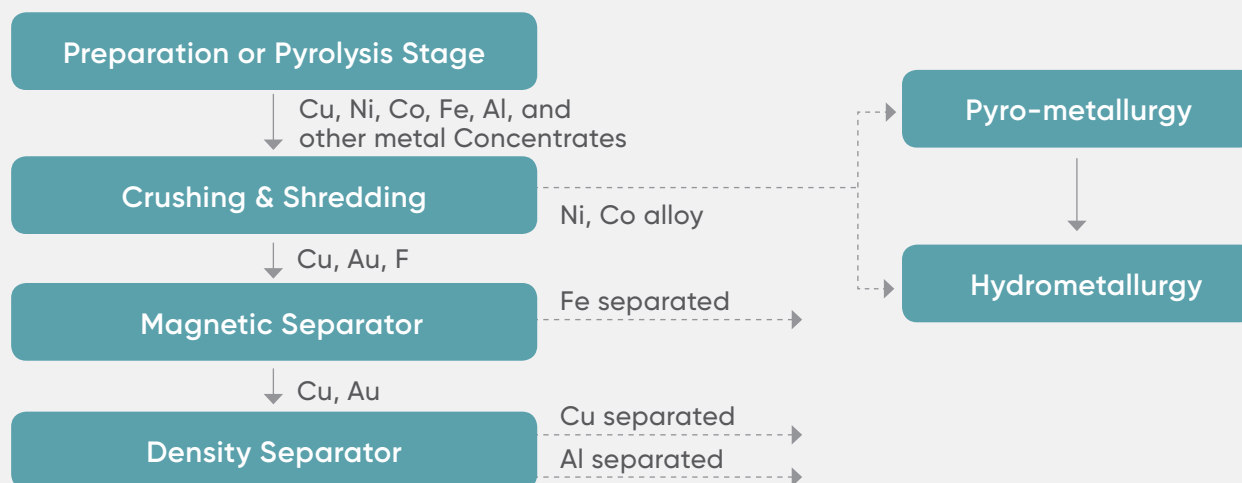 Preparation or Pyrolysis Stage
Cu, Ni, Co, Fe, Al, and
other metal Concentrates
Crushing & Shredding
Ni, Co alloy
Cu, Au, F
Magnetic Separator
Fe separated
Cu, Au
Density Separator
Cu separated
Al separated
Pyro-metallurgy
Hydrometallurgy